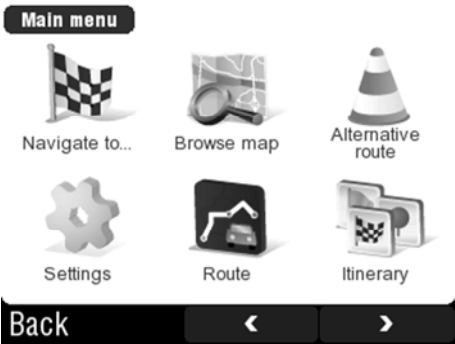 Main menu
Navigate to...
Browse map
Alternative
route
Settings
Route
Itinerary
Back